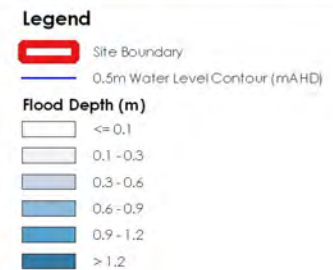 Legend
Site Boundary
0.5m Water Level Contour (mAHD)
Flood Depth (m)
<= 0.1
0.1 - 0.3
0.3 - 0.6
0.6 - 0.9
0.9 - 1.2
> 1.2